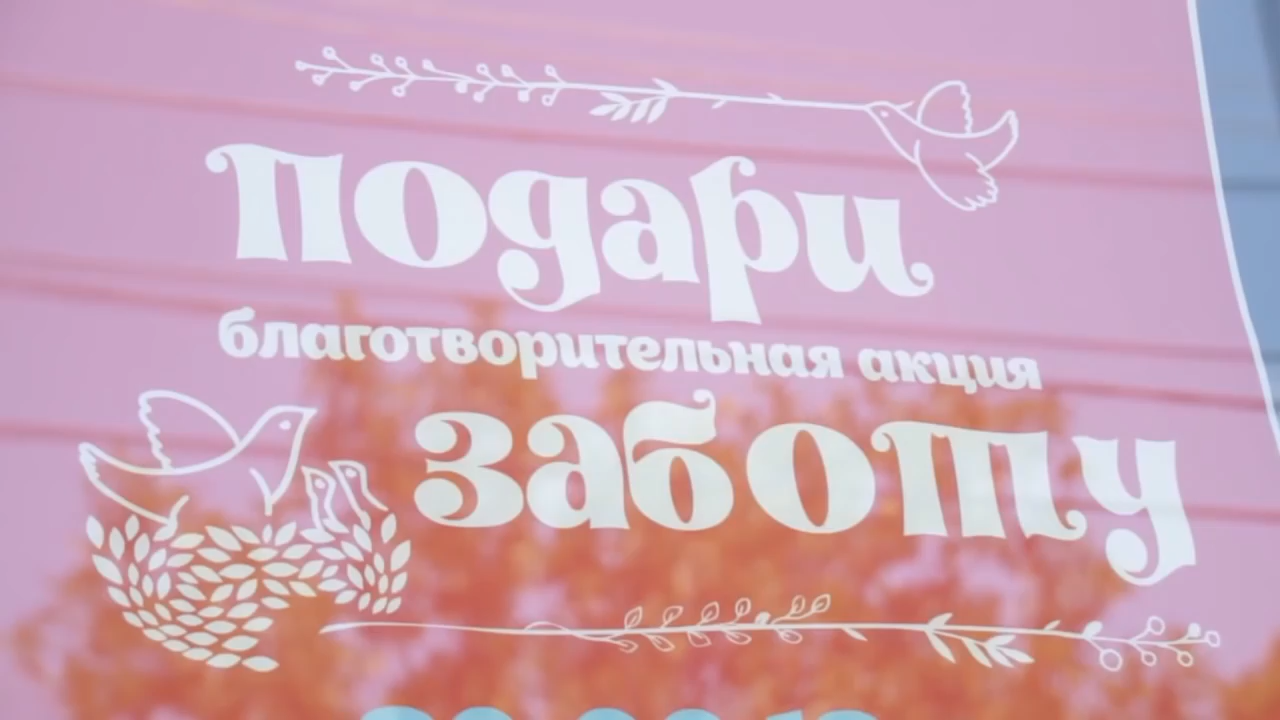 подари
благотворительная акция
заботу